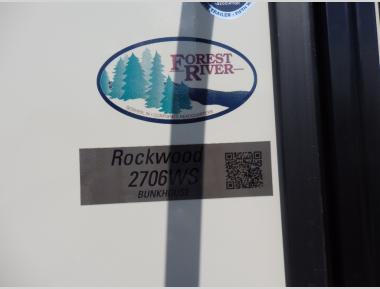 FOREST
RIVER
Rockwood
2706WS
BUNKHOUSE